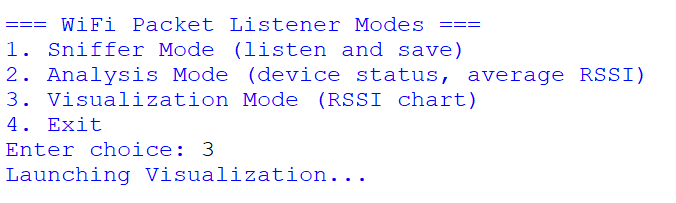 === WiFi Packet Listener Modes ===
1. Sniffer Mode (listen and save)
2. Analysis Mode (device status, average RSSI)
3. Visualization Mode (RSSI chart)
4. Exit
Enter choice: 3
Launching Visualization...